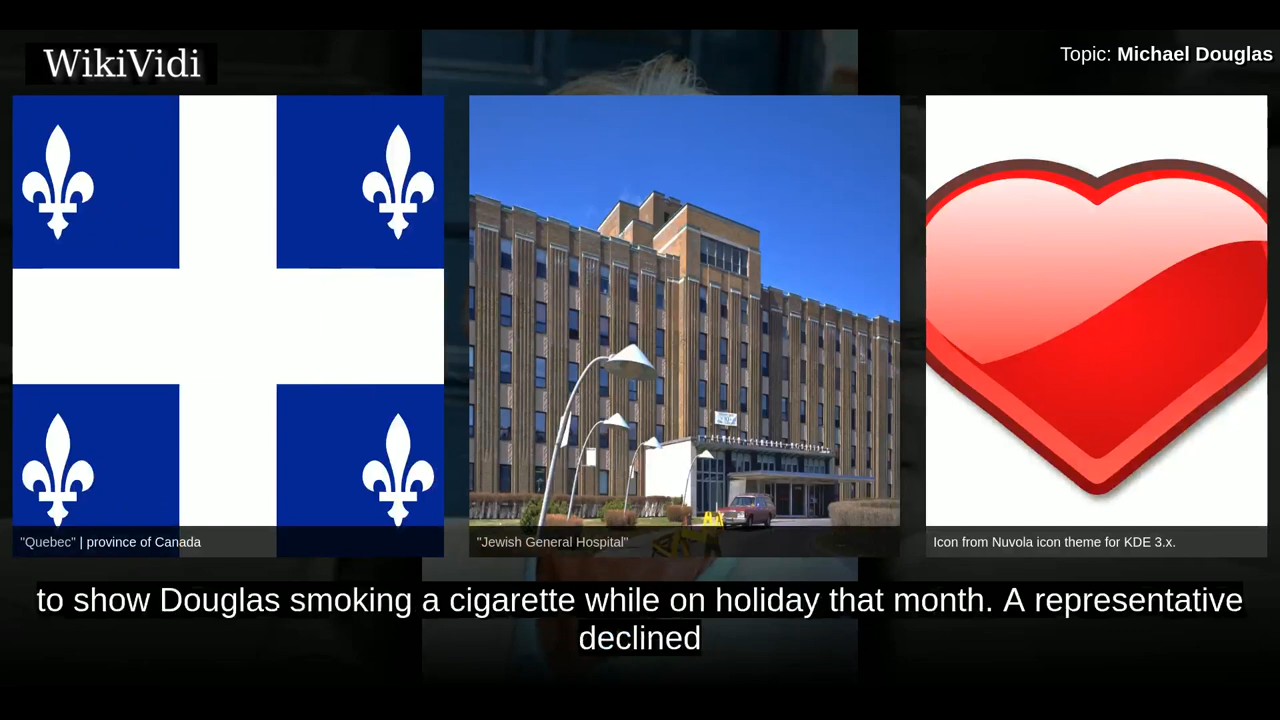 WikiVidi
Topic: Michael Douglas
"Quebec" | province of Canada
"Jewish General Hospital"
Icon from Nuvola icon theme for KDE 3.x.
to show Douglas smoking a cigarette while on holiday that month. A representative
declined